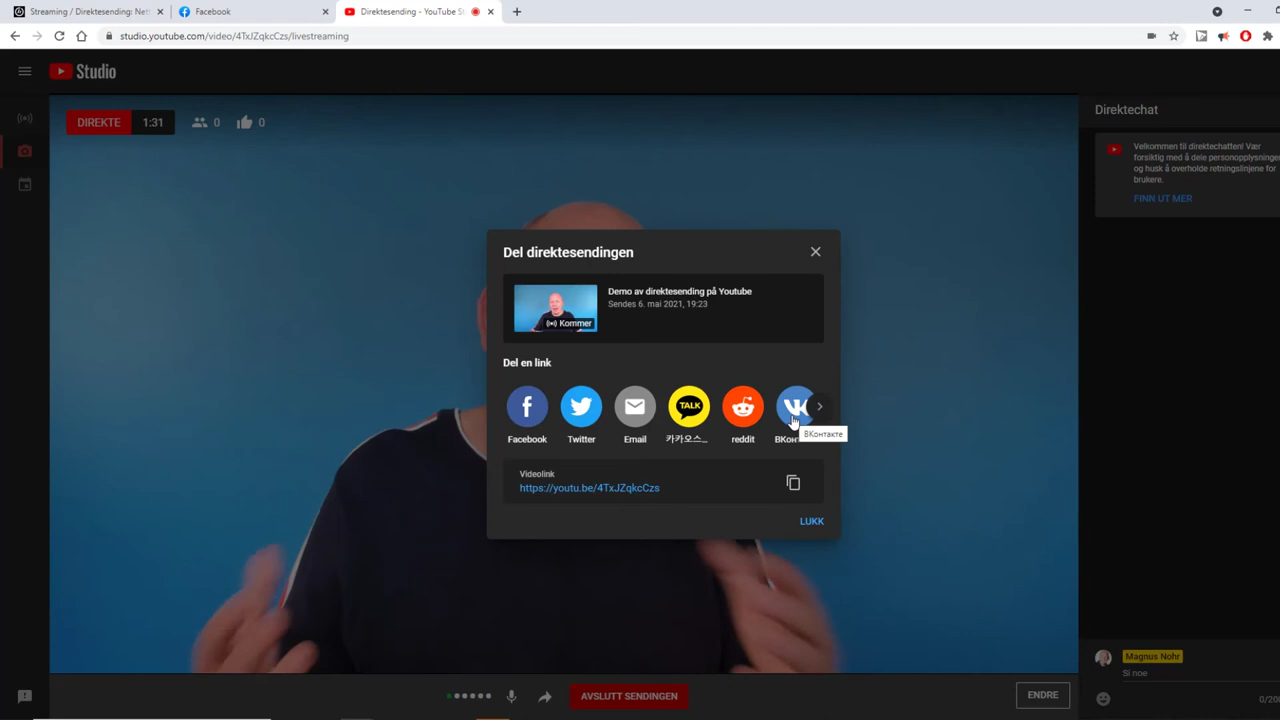 Streaming / Direktesending: Net
Facebook
Direktesending - YouTube St
studio.youtube.com/video/4TxJZqkcCzs/livestreaming
Studio
DIREKTE 1:31 0 0
Direktechat
Velkommen til direktechatten! Vær
forsiktig med å dele personopplysninger
og husk å overholde retningslinjene for
brukere.
FINN UT MER
Del direktesendingen
Demo av direktesending på Youtube
Sendes 6. mai 2021, 19:23
Kommer
Del en link
TALK
Facebook
Twitter
Email
카카오스...
reddit
ВКонтакте
Videolink
https://youtu.be/4TxJZqkcCzs
LUKK
AVSLUTT SENDINGEN
ENDRE
Magnus Nohr
Si noe
0/20